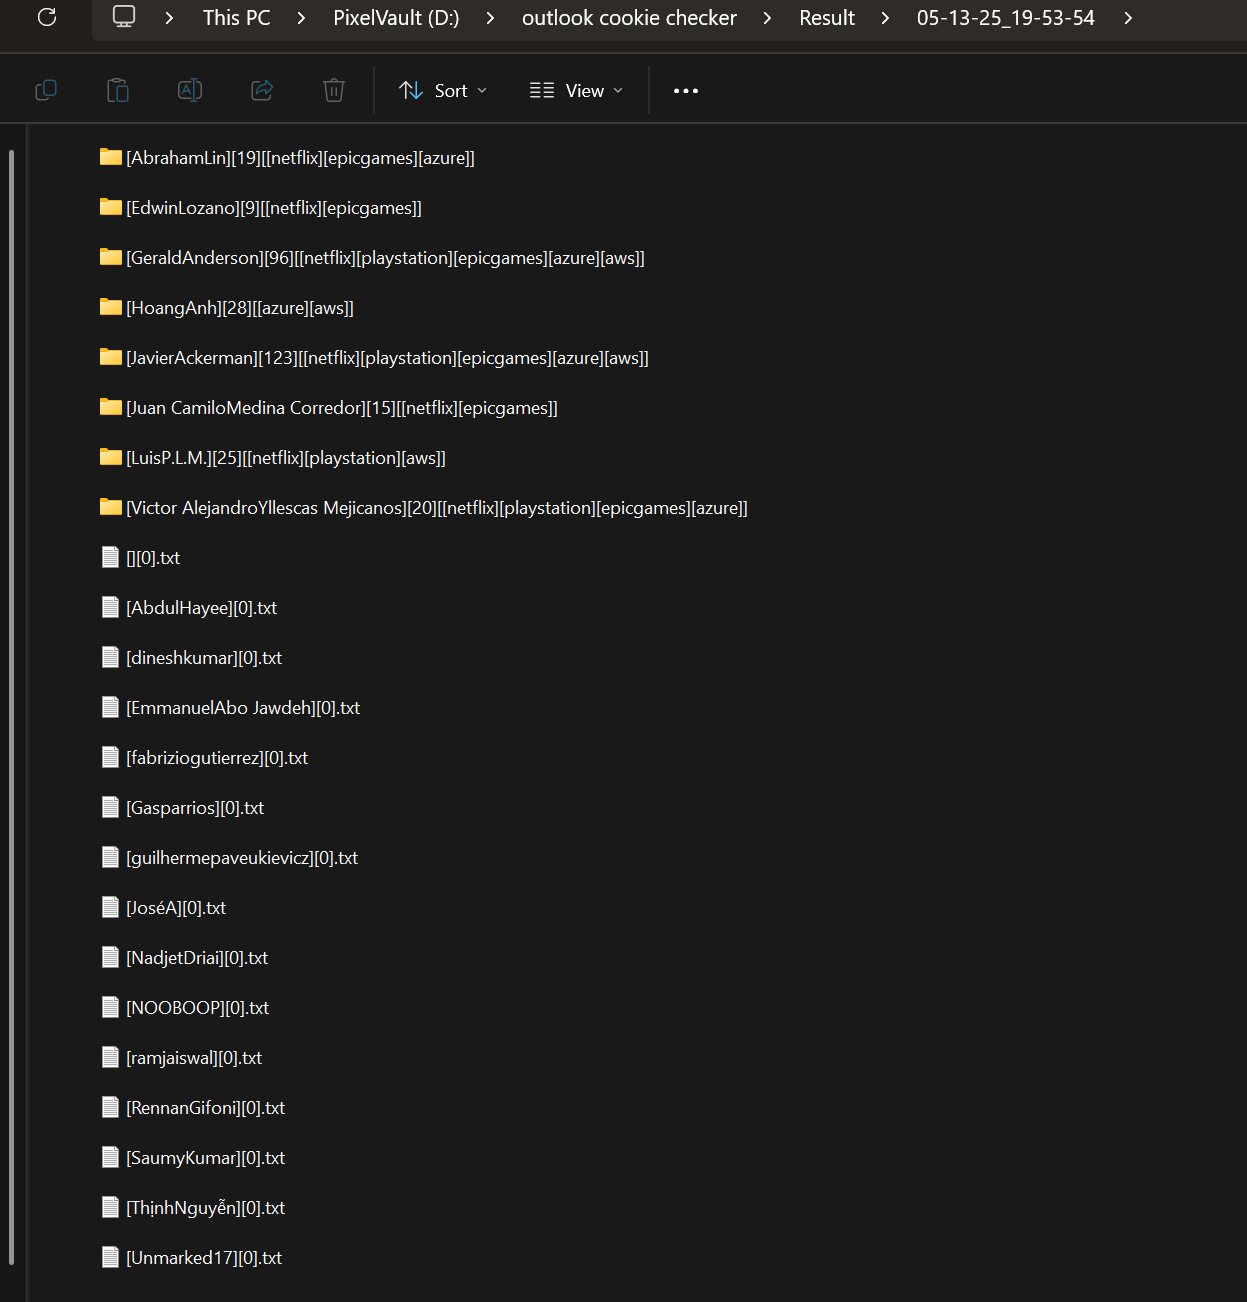 This PC > PixelVault (D:) > outlook cookie checker > Result > 05-13-25_19-53-54 >
Sort View
[AbrahamLin][19][[netflix][epicgames][azure]]
[EdwinLozano][9][[netflix][epicgames]]
[GeraldAnderson][96][[netflix][playstation][epicgames][azure][aws]]
[HoangAnh][28][[azure][aws]]
[JavierAckerman][123][[netflix][playstation][epicgames][azure][aws]]
[Juan CamiloMedina Corredor][15][[netflix][epicgames]]
[LuisP.L.M.][25][[netflix][playstation][aws]]
[Victor AlejandroYllescas Mejicanos][20][[netflix][playstation][epicgames][azure]]
[][0].txt
[AbdulHayee][0].txt
[dineshkumar][0].txt
[EmmanuelAbo Jawdeh][0].txt
[fabriziogutierrez][0].txt
[Gasparrios][0].txt
[guilhermepaveukievicz][0].txt
[JoséA][0].txt
[NadjetDriai][0].txt
[NOOBOOP][0].txt
[ramjaiswal][0].txt
[RennanGifoni][0].txt
[SaumyKumar][0].txt
[ThịnhNguyễn][0].txt
[Unmarked17][0].txt